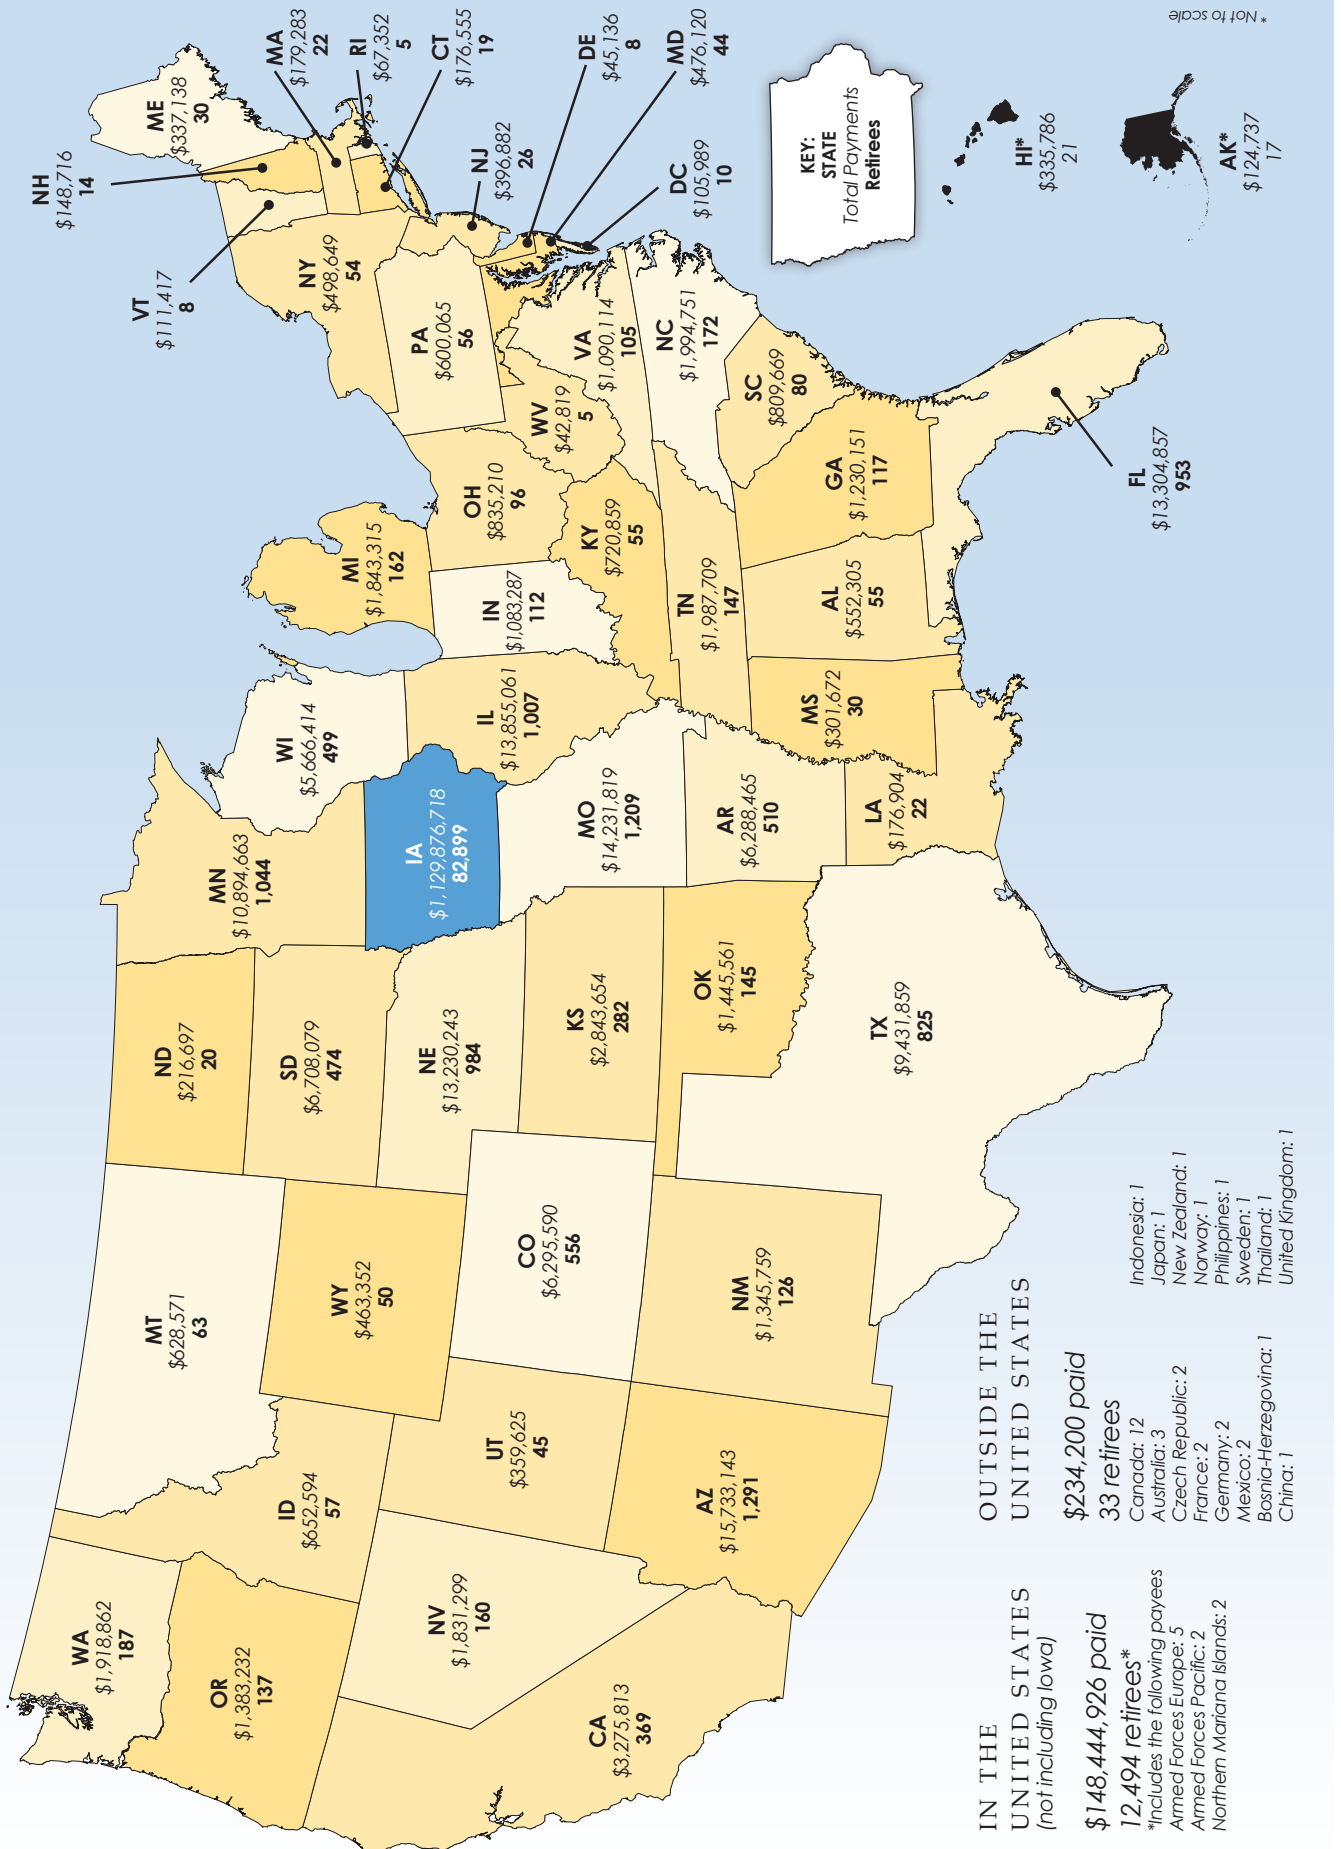 WA
$1,918,862
187
OR
$1,383,232
137
CA
$3,275,813
369
NV
$1,831,299
160
ID
$652,594
57
MT
$628,571
63
WY
$463,352
50
UT
$359,625
45
AZ
$15,733,143
1,291
CO
$6,295,590
556
NM
$1,345,759
126
ND
$216,697
20
SD
$6,708,079
474
NE
$13,230,243
984
KS
$2,843,654
282
OK
$1,445,561
145
TX
$9,431,859
825
MN
$10,894,663
1,044
IA
$1,129,876,718
82,899
MO
$14,231,819
1,209
AR
$6,288,465
510
LA
$176,904
22
WI
$5,666,414
499
IL
$13,855,061
1,007
MS
$301,672
30
MI
$1,843,315
162
IN
$1,083,287
112
KY
$720,859
55
TN
$1,987,709
147
AL
$552,305
55
OH
$835,210
96
WV
$42,819
5
GA
$1,230,151
117
FL
$13,304,857
953
SC
$809,669
80
NC
$1,994,751
172
VA
$1,090,114
105
PA
$600,065
56
NY
$498,649
54
VT
$111,417
8
NH
$148,716
14
ME
$337,138
30
MA
$179,283
22
RI
$67,352
5
CT
$176,555
19
NJ
$396,882
26
DE
$45,136
8
MD
$476,120
44
DC
$105,989
10
KEY:
STATE
Total Payments
Retirees
HI*
$335,786
21
AK*
$124,737
17
* Not to scale
IN THE
UNITED STATES
(not including Iowa)
$148,444,926 paid
12,494 retirees*
*Includes the following payees
Armed Forces Europe: 5
Armed Forces Pacific: 2
Northern Mariana Islands: 2
OUTSIDE THE
UNITED STATES
$234,200 paid
33 retirees
Canada: 12
Australia: 3
Czech Republic: 2
France: 2
Germany: 2
Mexico: 2
Bosnia-Herzegovina: 1
China: 1
Indonesia: 1
Japan: 1
New Zealand: 1
Norway: 1
Philippines: 1
Sweden: 1
Thailand: 1
United Kingdom: 1